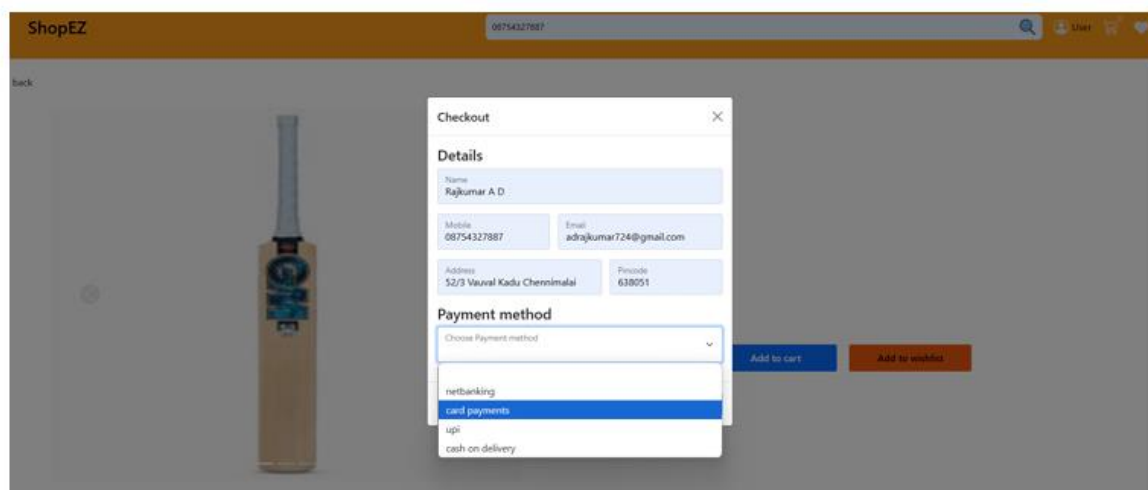 ShopEZ 08754327887 User
back
Checkout
Details
Name
Rajkumar A D
Mobile Email
08754327887 adrajkumar724@gmail.com
Address Pincode
52/3 Vauval Kadu Chennimalai 638051
Payment method
Choose Payment method
Add to cart Add to wishlist
netbanking
card payments
upi
cash on delivery